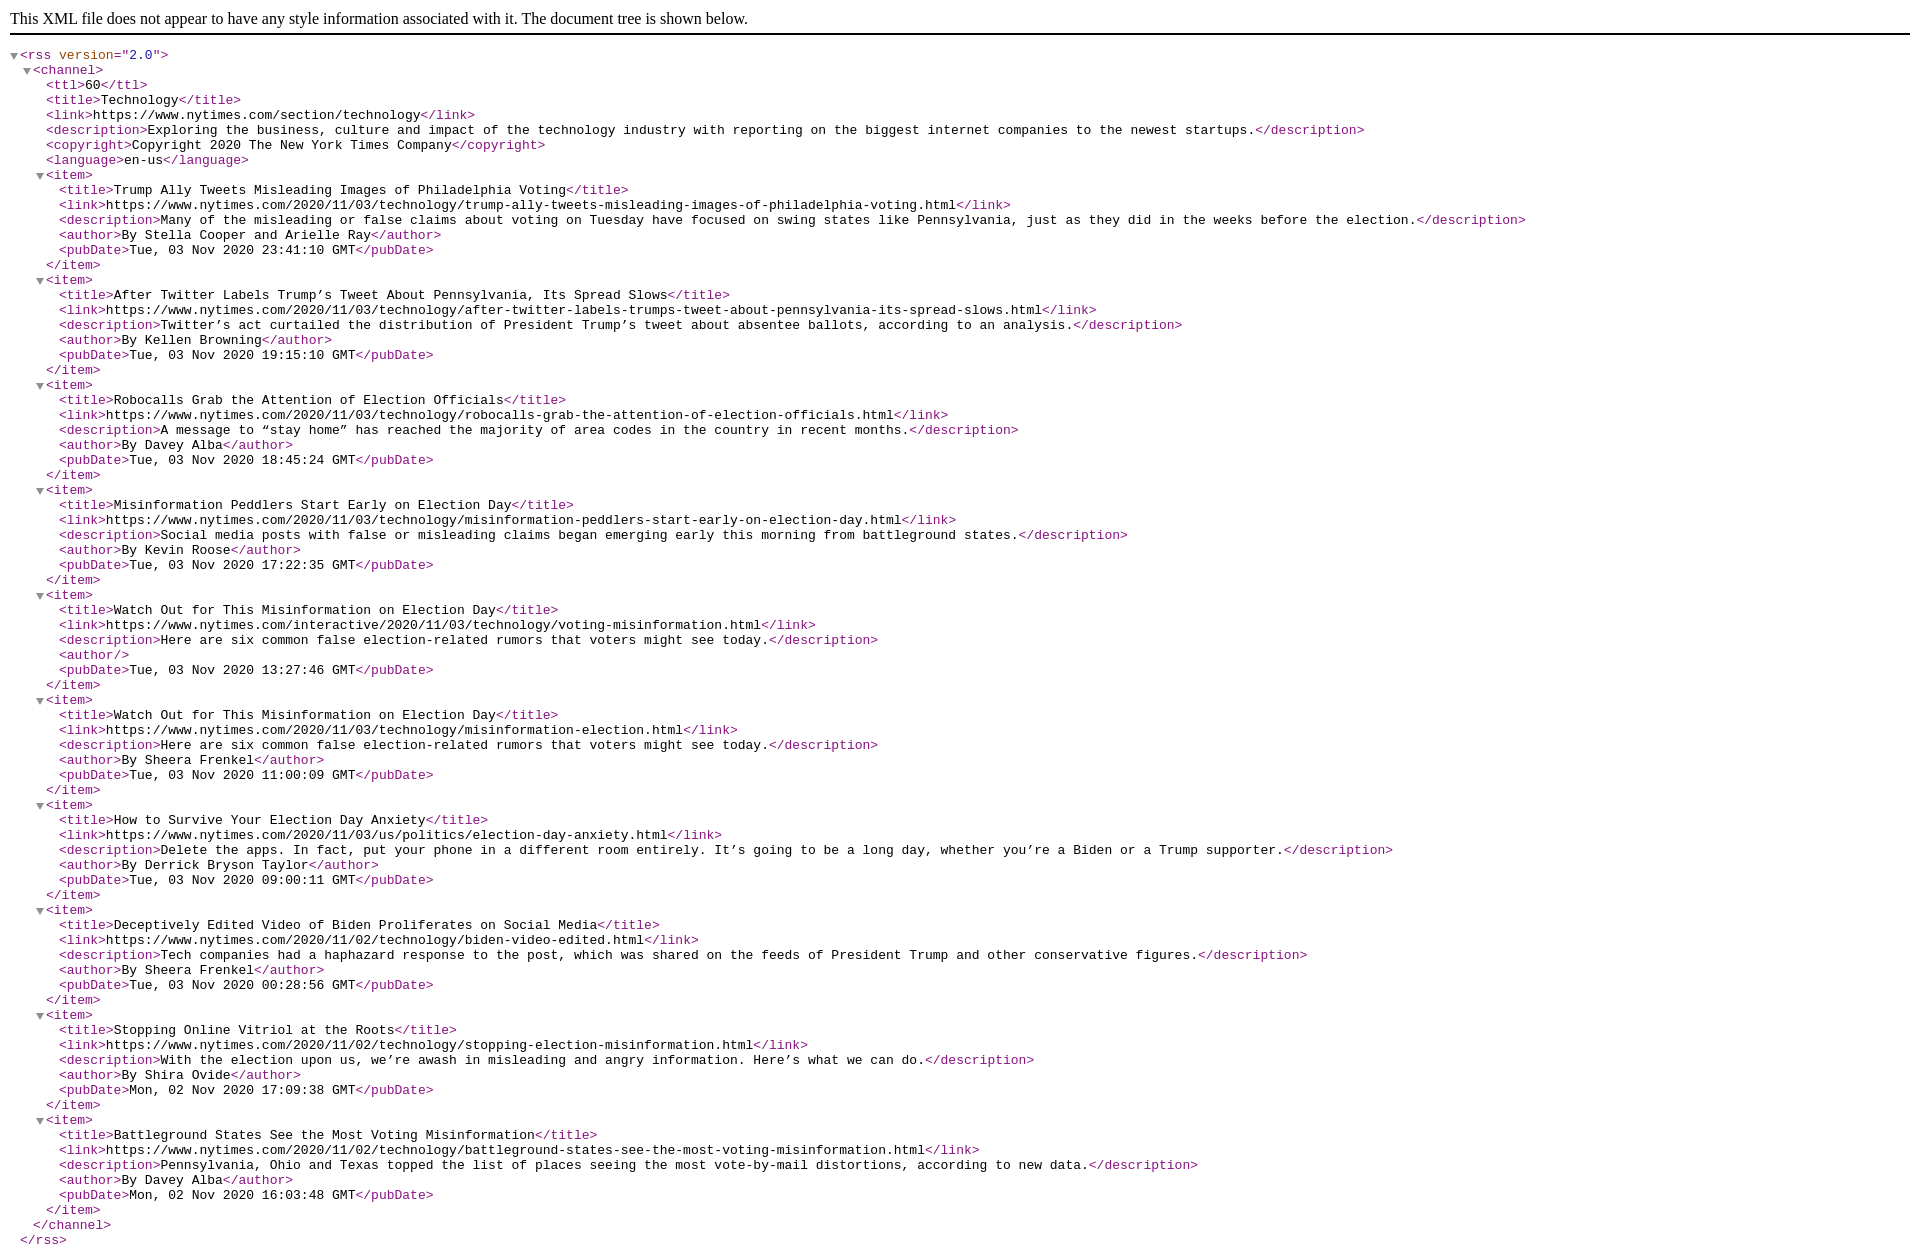 This XML file does not appear to have any style information associated with it. The document tree is shown below.
<rss version="2.0">
<channel>
<ttl>60</ttl>
<title>Technology</title>
<link>https://www.nytimes.com/section/technology</link>
<description>Exploring the business, culture and impact of the technology industry with reporting on the biggest internet companies to the newest startups.</description>
<copyright>Copyright 2020 The New York Times Company</copyright>
<language>en-us</language>
<item>
<title>Trump Ally Tweets Misleading Images of Philadelphia Voting</title>
<link>https://www.nytimes.com/2020/11/03/technology/trump-ally-tweets-misleading-images-of-philadelphia-voting.html</link>
<description>Many of the misleading or false claims about voting on Tuesday have focused on swing states like Pennsylvania, just as they did in the weeks before the election.</description>
<author>By Stella Cooper and Arielle Ray</author>
<pubDate>Tue, 03 Nov 2020 23:41:10 GMT</pubDate>
</item>
<item>
<title>After Twitter Labels Trump’s Tweet About Pennsylvania, Its Spread Slows</title>
<link>https://www.nytimes.com/2020/11/03/technology/after-twitter-labels-trumps-tweet-about-pennsylvania-its-spread-slows.html</link>
<description>Twitter’s act curtailed the distribution of President Trump’s tweet about absentee ballots, according to an analysis.</description>
<author>By Kellen Browning</author>
<pubDate>Tue, 03 Nov 2020 19:15:10 GMT</pubDate>
</item>
<item>
<title>Robocalls Grab the Attention of Election Officials</title>
<link>https://www.nytimes.com/2020/11/03/technology/robocalls-grab-the-attention-of-election-officials.html</link>
<description>A message to “stay home” has reached the majority of area codes in the country in recent months.</description>
<author>By Davey Alba</author>
<pubDate>Tue, 03 Nov 2020 18:45:24 GMT</pubDate>
</item>
<item>
<title>Misinformation Peddlers Start Early on Election Day</title>
<link>https://www.nytimes.com/2020/11/03/technology/misinformation-peddlers-start-early-on-election-day.html</link>
<description>Social media posts with false or misleading claims began emerging early this morning from battleground states.</description>
<author>By Kevin Roose</author>
<pubDate>Tue, 03 Nov 2020 17:22:35 GMT</pubDate>
</item>
<item>
<title>Watch Out for This Misinformation on Election Day</title>
<link>https://www.nytimes.com/interactive/2020/11/03/technology/voting-misinformation.html</link>
<description>Here are six common false election-related rumors that voters might see today.</description>
<author/>
<pubDate>Tue, 03 Nov 2020 13:27:46 GMT</pubDate>
</item>
<item>
<title>Watch Out for This Misinformation on Election Day</title>
<link>https://www.nytimes.com/2020/11/03/technology/misinformation-election.html</link>
<description>Here are six common false election-related rumors that voters might see today.</description>
<author>By Sheera Frenkel</author>
<pubDate>Tue, 03 Nov 2020 11:00:09 GMT</pubDate>
</item>
<item>
<title>How to Survive Your Election Day Anxiety</title>
<link>https://www.nytimes.com/2020/11/03/us/politics/election-day-anxiety.html</link>
<description>Delete the apps. In fact, put your phone in a different room entirely. It’s going to be a long day, whether you’re a Biden or a Trump supporter.</description>
<author>By Derrick Bryson Taylor</author>
<pubDate>Tue, 03 Nov 2020 09:00:11 GMT</pubDate>
</item>
<item>
<title>Deceptively Edited Video of Biden Proliferates on Social Media</title>
<link>https://www.nytimes.com/2020/11/02/technology/biden-video-edited.html</link>
<description>Tech companies had a haphazard response to the post, which was shared on the feeds of President Trump and other conservative figures.</description>
<author>By Sheera Frenkel</author>
<pubDate>Tue, 03 Nov 2020 00:28:56 GMT</pubDate>
</item>
<item>
<title>Stopping Online Vitriol at the Roots</title>
<link>https://www.nytimes.com/2020/11/02/technology/stopping-election-misinformation.html</link>
<description>With the election upon us, we’re awash in misleading and angry information. Here’s what we can do.</description>
<author>By Shira Ovide</author>
<pubDate>Mon, 02 Nov 2020 17:09:38 GMT</pubDate>
</item>
<item>
<title>Battleground States See the Most Voting Misinformation</title>
<link>https://www.nytimes.com/2020/11/02/technology/battleground-states-see-the-most-voting-misinformation.html</link>
<description>Pennsylvania, Ohio and Texas topped the list of places seeing the most vote-by-mail distortions, according to new data.</description>
<author>By Davey Alba</author>
<pubDate>Mon, 02 Nov 2020 16:03:48 GMT</pubDate>
</item>
</channel>
</rss>